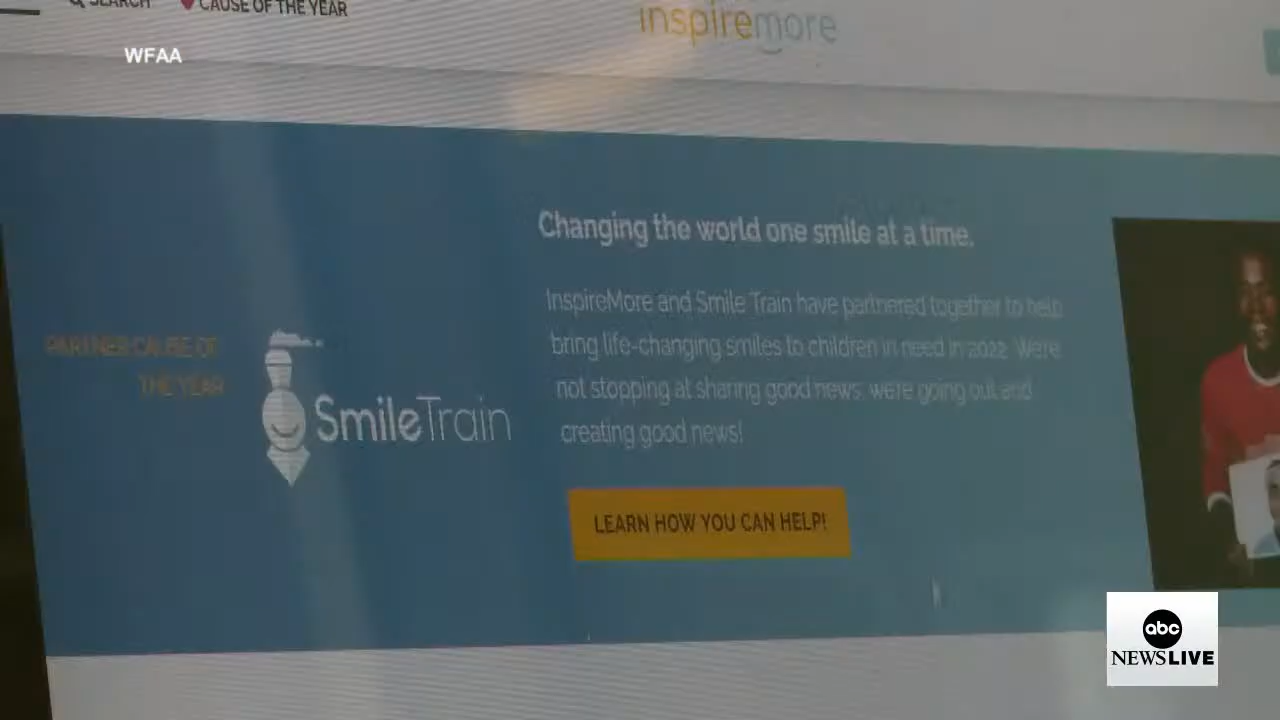 SEARCH
CAUSE OF THE YEAR
inspiremore
WFAA
Changing the world one smile at a time.
InspireMore and Smile Train have partnered together to help
bring life-changing smiles to children in need in 2022. We're
not stopping at sharing good news, we're going out and
creating good news!
PARTNER CAUSE OF
THE YEAR
SmileTrain
LEARN HOW YOU CAN HELP!
abc
NEWS LIVE